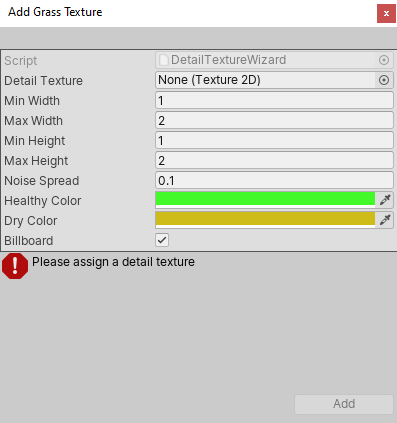 Add Grass Texture
x
Script DetailTextureWizard
Detail Texture None (Texture 2D)
Min Width 1
Max Width 2
Min Height 1
Max Height 2
Noise Spread 0.1
Healthy Color
Dry Color
Billboard
Please assign a detail texture
Add